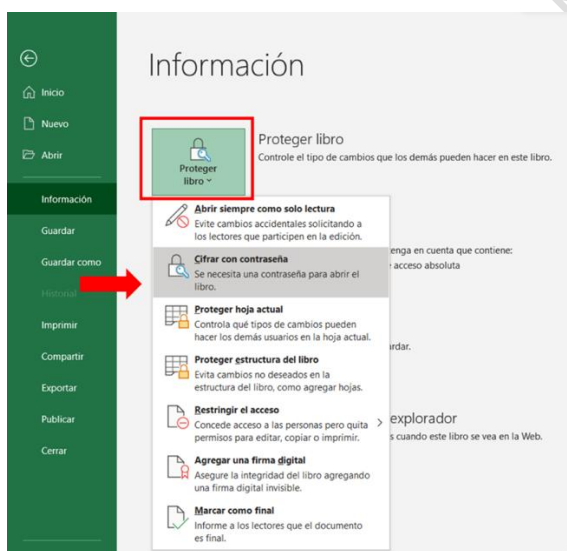 Información
Inicio
Nuevo
Abrir
Información
Guardar
Guardar como
Historial
Imprimir
Compartir
Exportar
Publicar
Cerrar
Proteger
libro
Proteger libro
Controle el tipo de cambios que los demás pueden hacer en este libro.
Abrir siempre como solo lectura
Evite cambios accidentales solicitando a
los lectores que participen en la edición.
Cifrar con contraseña
Se necesita una contraseña para abrir el
libro.
Proteger hoja actual
Controla qué tipos de cambios pueden
hacer los demás usuarios en la hoja actual.
Proteger estructura del libro
Evita cambios no deseados en la
estructura del libro, como agregar hojas.
Restringir el acceso
Concede acceso a las personas pero quita
permisos para editar, copiar o imprimir.
Agregar una firma digital
Asegure la integridad del libro agregando
una firma digital invisible.
Marcar como final
Informe a los lectores que el documento
es final.
enga en cuenta que contiene:
acceso absoluta
rdar.
explorador
s cuando este libro se vea en la Web.